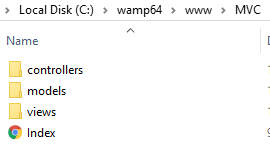 Local Disk (C:) > wamp64 > www > MVC
Name
controllers
models
views
Index